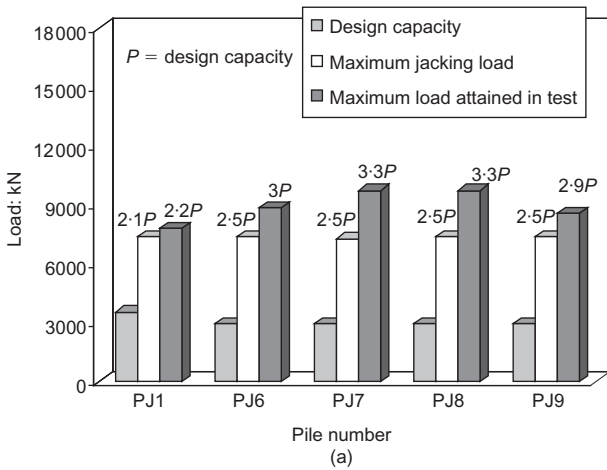 18000
15000
12000
9000
6000
3000
0
Load: kN
P = design capacity
Design capacity
Maximum jacking load
Maximum load attained in test
2·1P 2·2P
2·5P 3P
2·5P 3·3P
2·5P 3·3P
2·5P 2·9P
PJ1 PJ6 PJ7 PJ8 PJ9
Pile number
(a)